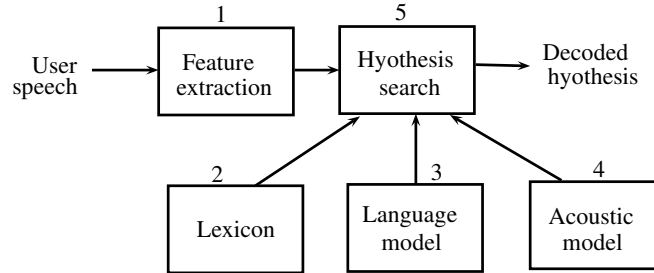 1
5
User
speech
Feature
extraction
Hyothesis
search
Decoded
hyothesis
2
3
4
Lexicon
Language
model
Acoustic
model